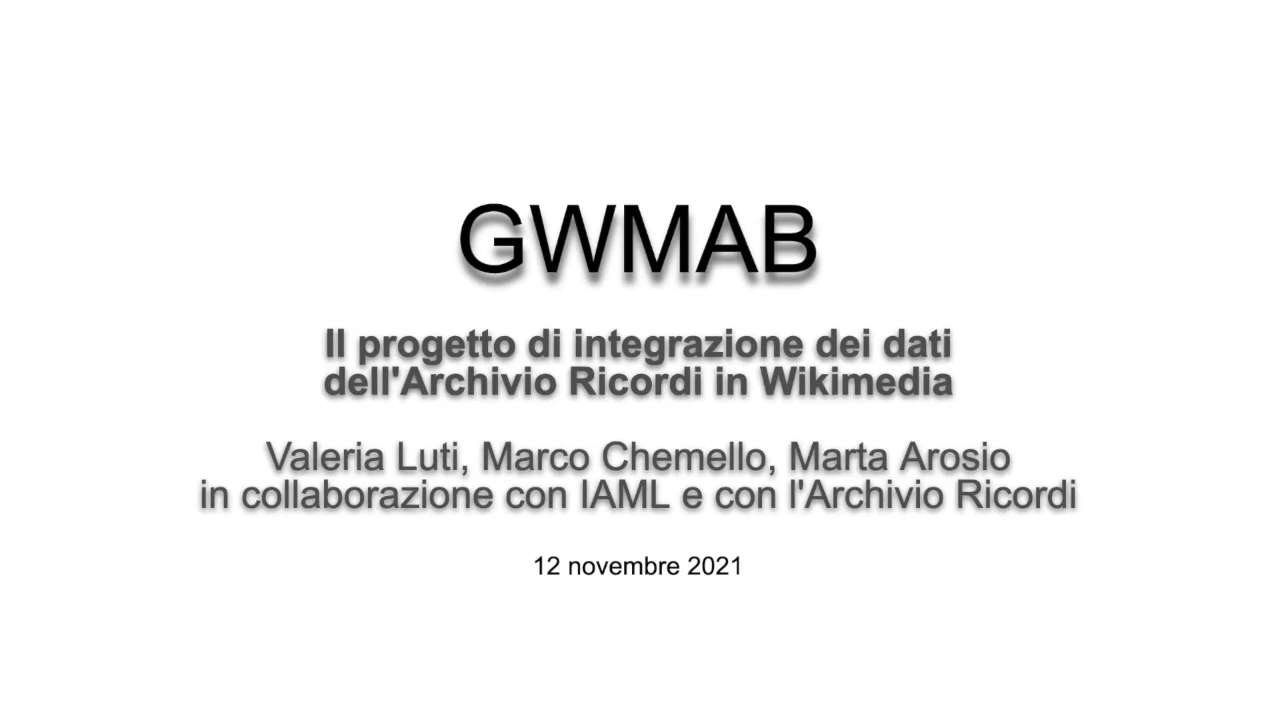 GWMAB
Il progetto di integrazione dei dati
dell'Archivio Ricordi in Wikimedia
Valeria Luti, Marco Chemello, Marta Arosio
in collaborazione con IAML e con l'Archivio Ricordi
12 novembre 2021